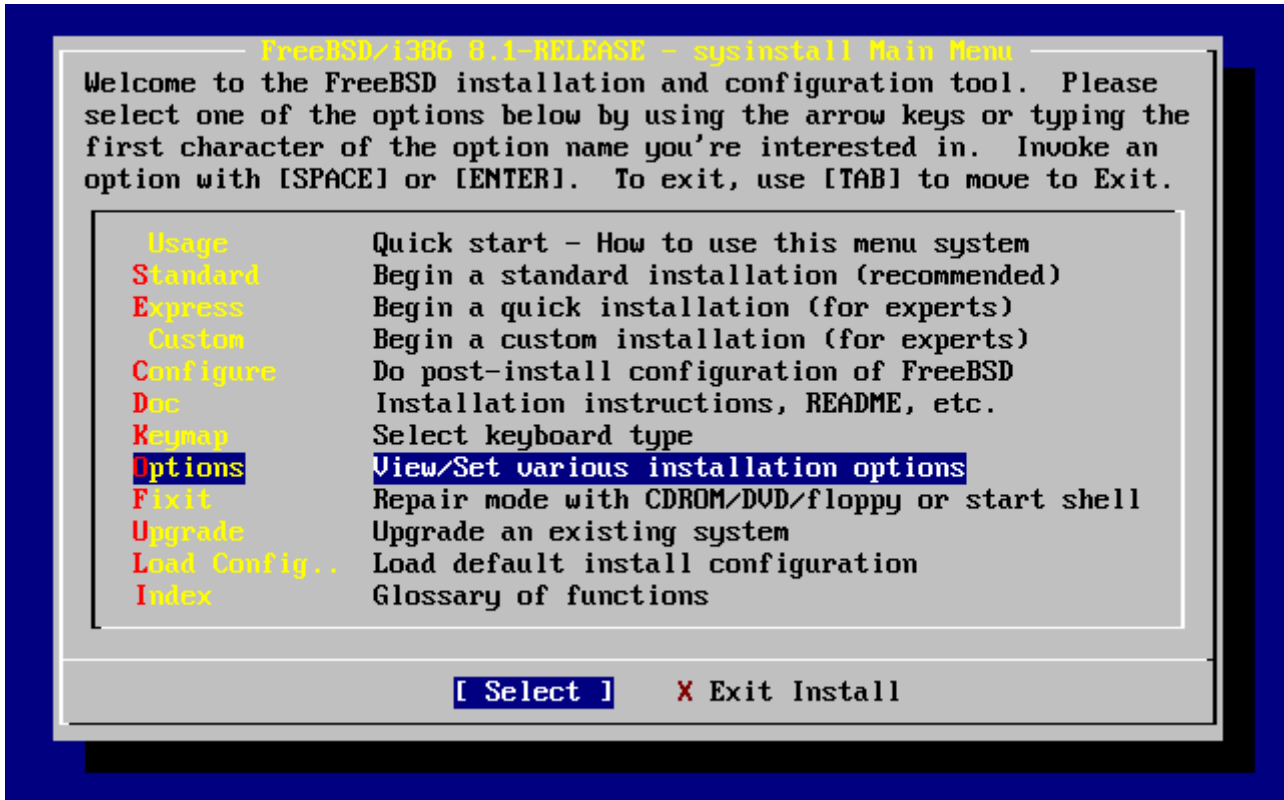 FreeBSD/i386 8.1-RELEASE - sysinstall Main Menu
Welcome to the FreeBSD installation and configuration tool.  Please
select one of the options below by using the arrow keys or typing the
first character of the option name you're interested in.  Invoke an
option with [SPACE] or [ENTER].  To exit, use [TAB] to move to Exit.
Usage Quick start - How to use this menu system
Standard Begin a standard installation (recommended)
Express Begin a quick installation (for experts)
Custom Begin a custom installation (for experts)
Configure Do post-install configuration of FreeBSD
Doc Installation instructions, README, etc.
Keymap Select keyboard type
Options View/Set various installation options
Fixit Repair mode with CDROM/DVD/floppy or start shell
Upgrade Upgrade an existing system
Load Config.. Load default install configuration
Index Glossary of functions
[ Select ] X Exit Install